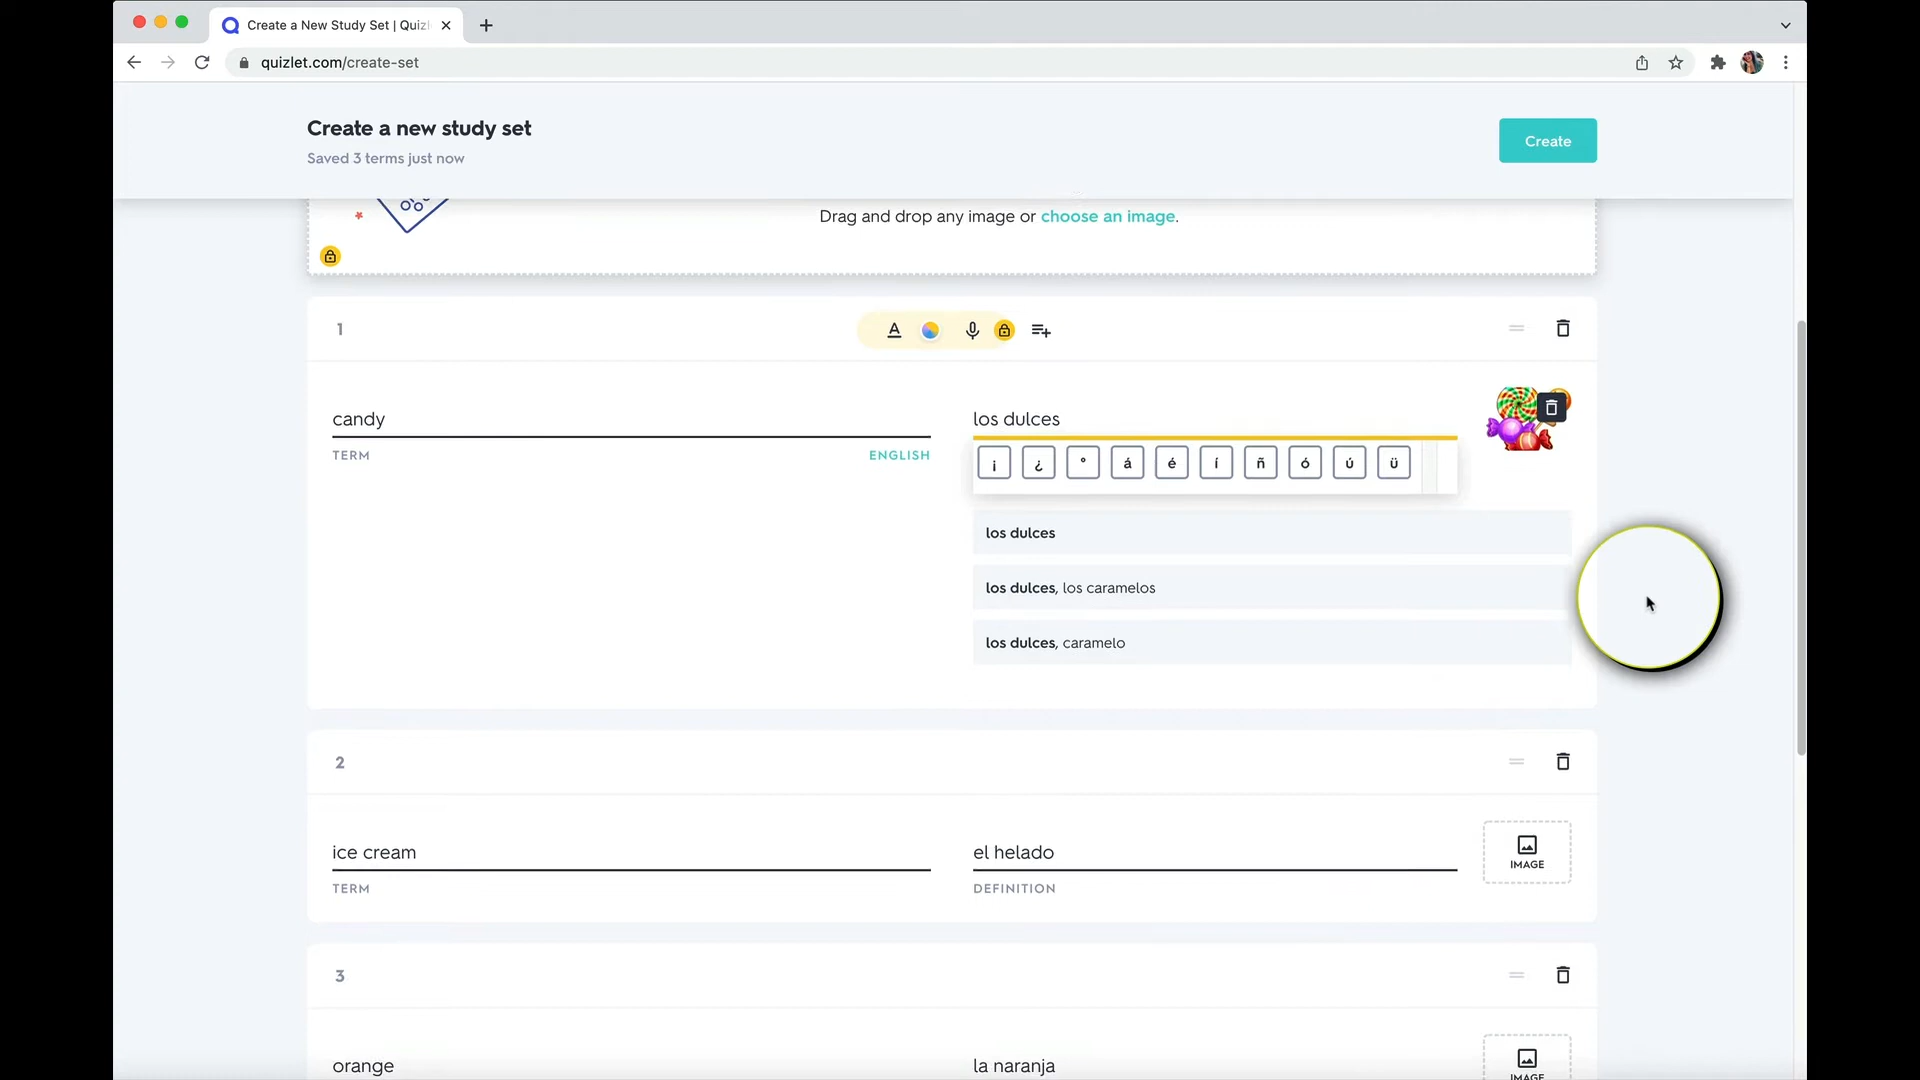 Create a New Study Set | Quizl
quizlet.com/create-set
Create a new study set
Saved 3 terms just now
Create
Drag and drop any image or choose an image.
1
candy
los dulces
TERM
ENGLISH
¡ ¿ ° á é í ñ ó ú ü
los dulces
los dulces, los caramelos
los dulces, caramelo
2
ice cream
el helado
IMAGE
TERM
DEFINITION
3
orange
la naranja
IMAGE